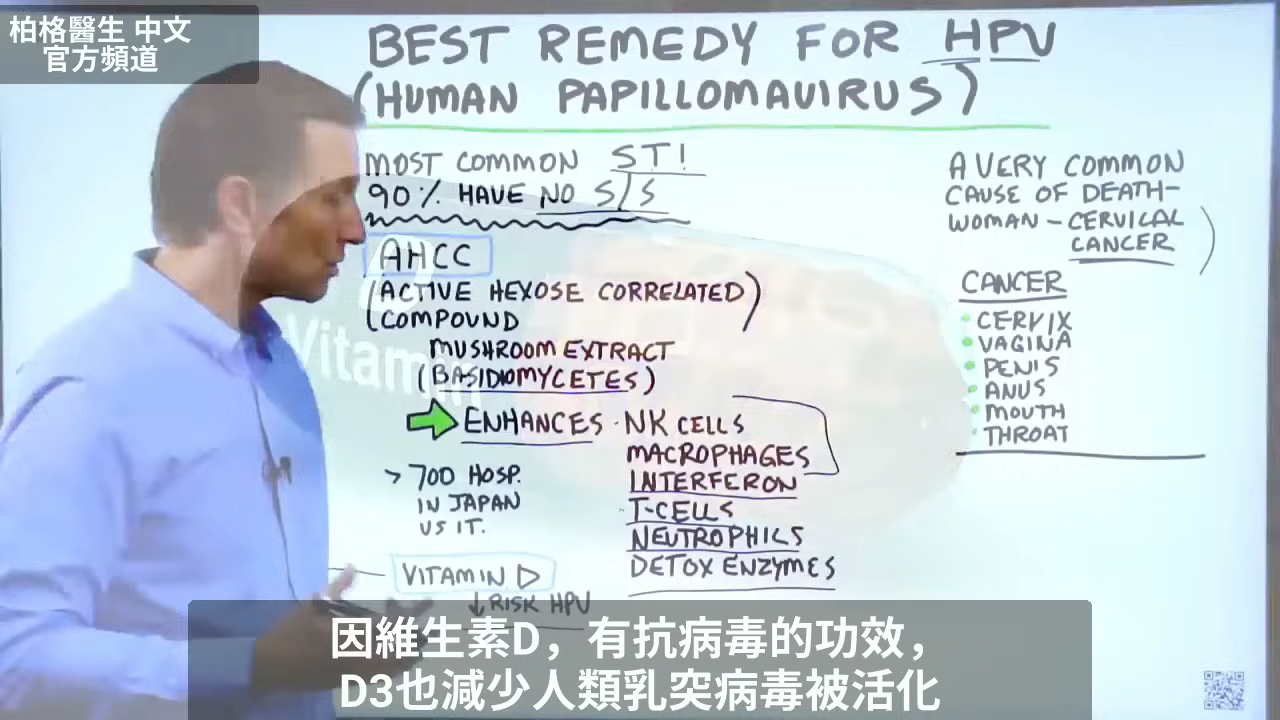 柏格醫生 中文
官方頻道
BEST REMEDY FOR HPV
(HUMAN PAPILLOMAVIRUS)
MOST COMMON STI
90% HAVE NO S/S
AHCC
(ACTIVE HEXOSE CORRELATED
COMPOUND)
MUSHROOM EXTRACT
(BASIDIOMYCETES)
ENHANCES · NK CELLS
MACROPHAGES
INTERFERON
T-CELLS
NEUTROPHILS
DETOX ENZYMES
> 700 HOSP.
IN JAPAN
US IT.
VITAMIN D
↓ RISK HPV
A VERY COMMON
CAUSE OF DEATH-
WOMAN - CERVICAL
CANCER
CANCER
• CERVIX
• VAGINA
• PENIS
• ANUS
• MOUTH
• THROAT
Vitamin
因維生素D，有抗病毒的功效，
D3也減少人類乳突病毒被活化